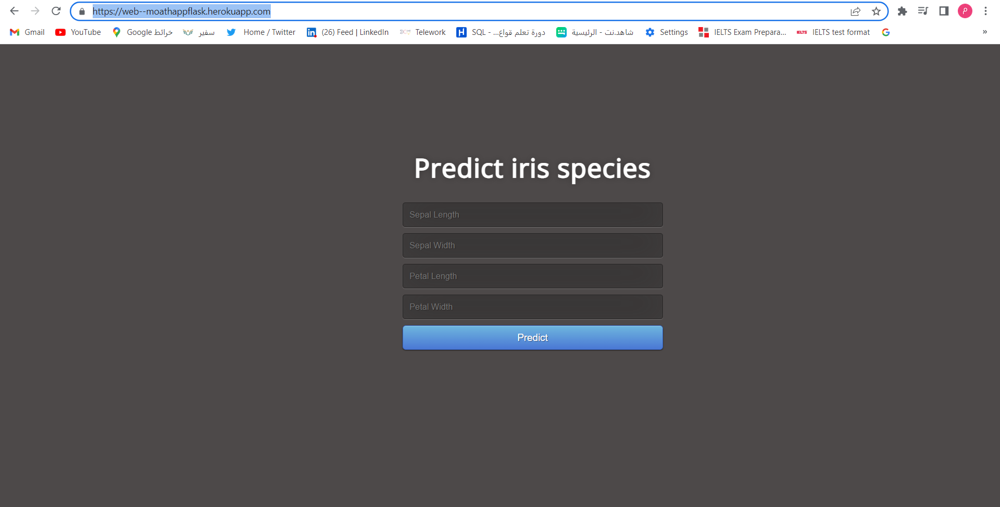 https://web--moathappflask.herokuapp.com
Gmail YouTube Google خرائط سفير Home / Twitter (26) Feed | LinkedIn Telework SQL - ...دورة تعلم قواع شاهد.نت - الرئيسية Settings IELTS Exam Prepara... IELTS IELTS test format »
Predict iris species
Sepal Length
Sepal Width
Petal Length
Petal Width
Predict